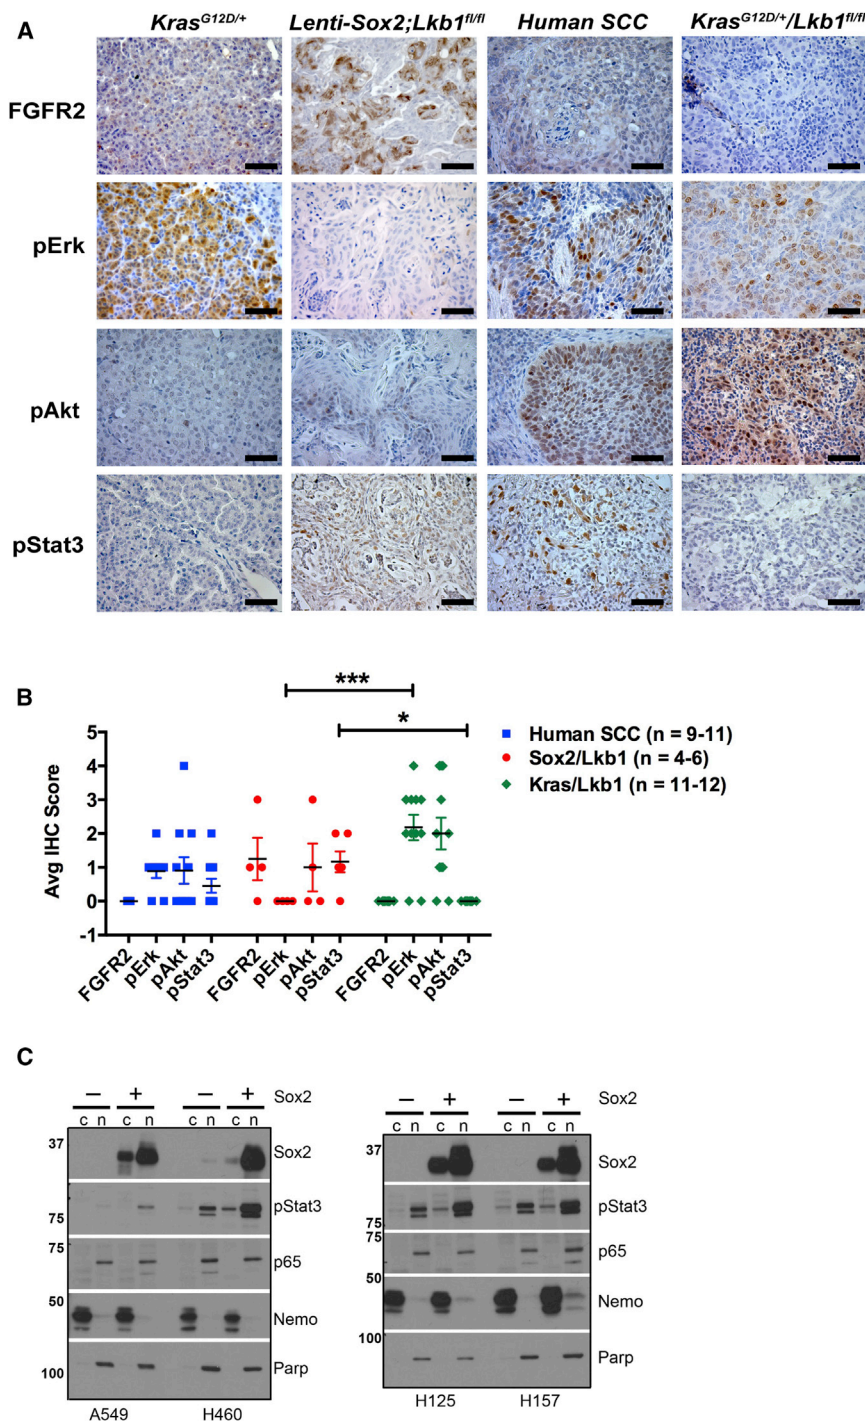 A
Kras^G12D/+ Lenti-Sox2;Lkb1^fl/fl Human SCC Kras^G12D/+/Lkb1^fl/fl
FGFR2
pErk
pAkt
pStat3
B
*** 
*
Avg IHC Score
5
4
3
2
1
0
-1
FGFR2 pErk pAkt pStat3 FGFR2 pErk pAkt pStat3 FGFR2 pErk pAkt pStat3
Human SCC (n = 9-11)
Sox2/Lkb1 (n = 4-6)
Kras/Lkb1 (n = 11-12)
C
– + – + Sox2
c n c n c n c n
37 Sox2
75 pStat3
75 p65
50 Nemo
100 Parp
A549 H460
– + – + Sox2
c n c n c n c n
37 Sox2
75 pStat3
75 p65
50 Nemo
100 Parp
H125 H157